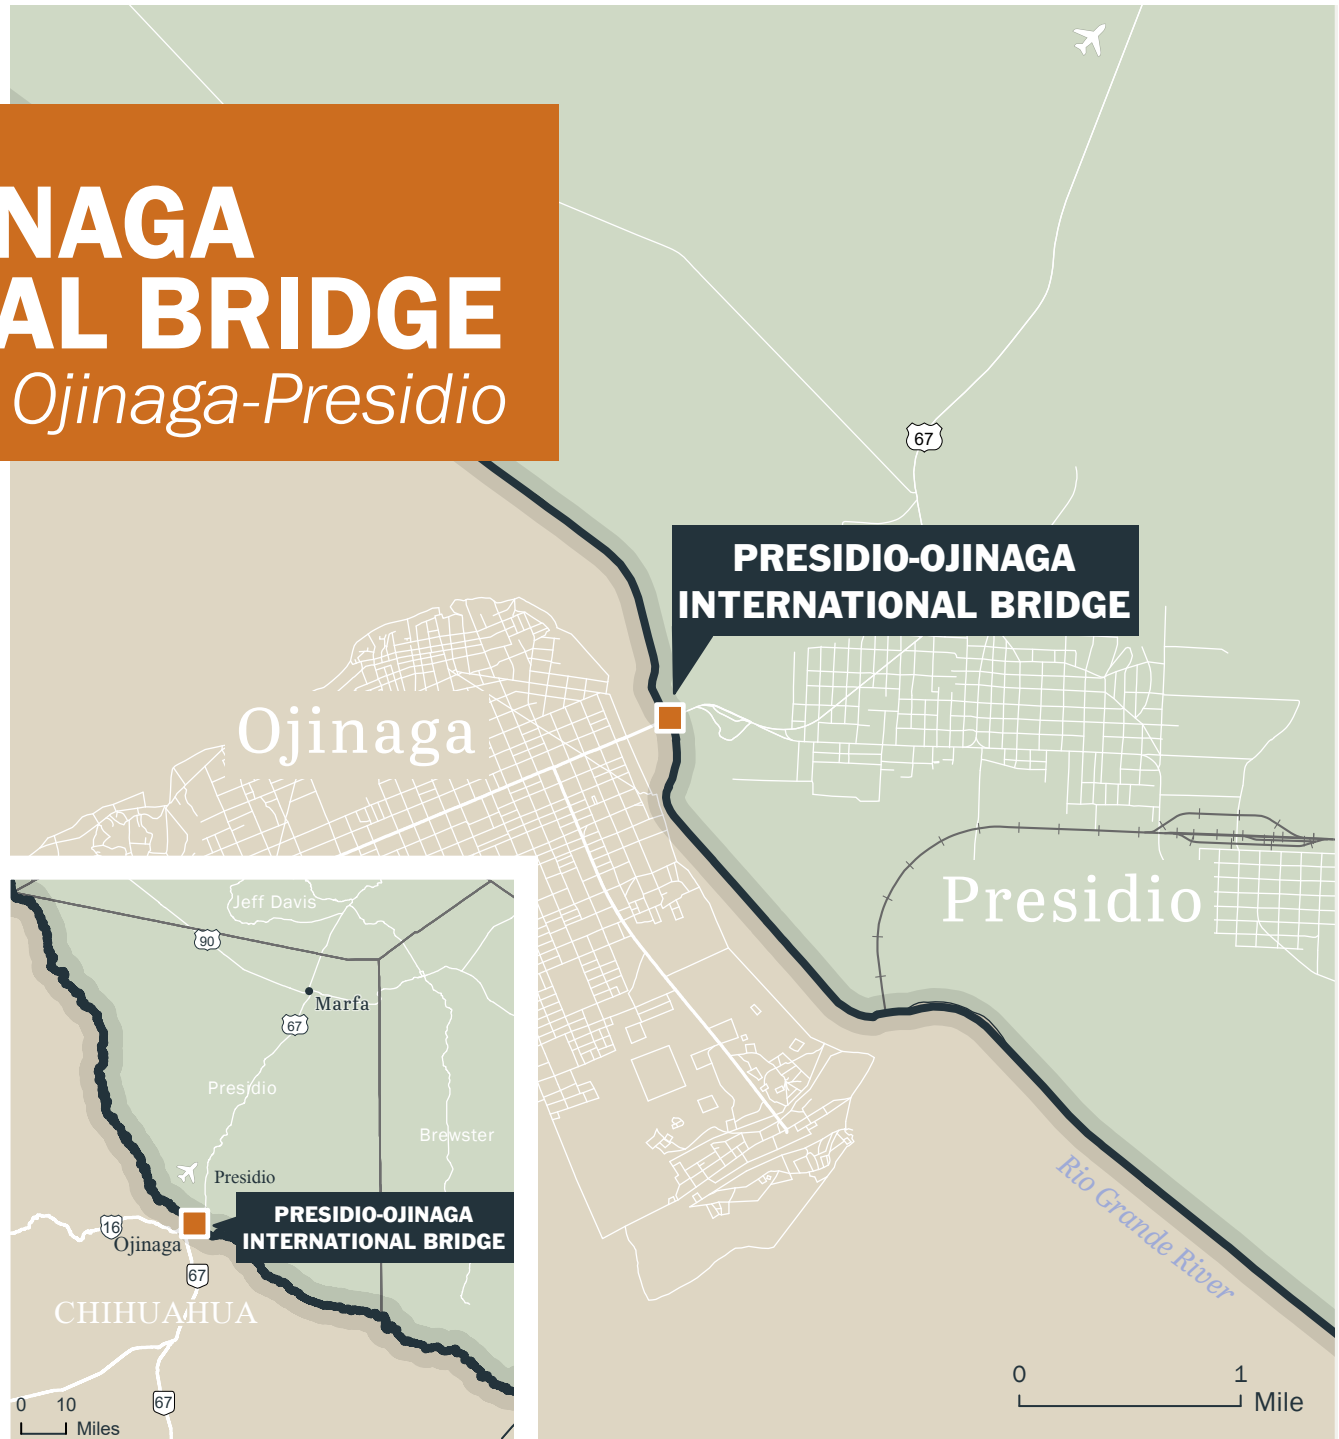 NAGA
AL BRIDGE
Ojinaga-Presidio
67
PRESIDIO-OJINAGA
INTERNATIONAL BRIDGE
Ojinaga
Presidio
Rio Grande River
0 1
Mile
Jeff Davis
90
Marfa
67
Presidio
Brewster
Presidio
PRESIDIO-OJINAGA
INTERNATIONAL BRIDGE
16
Ojinaga
67
CHIHUAHUA
67
0 10
Miles